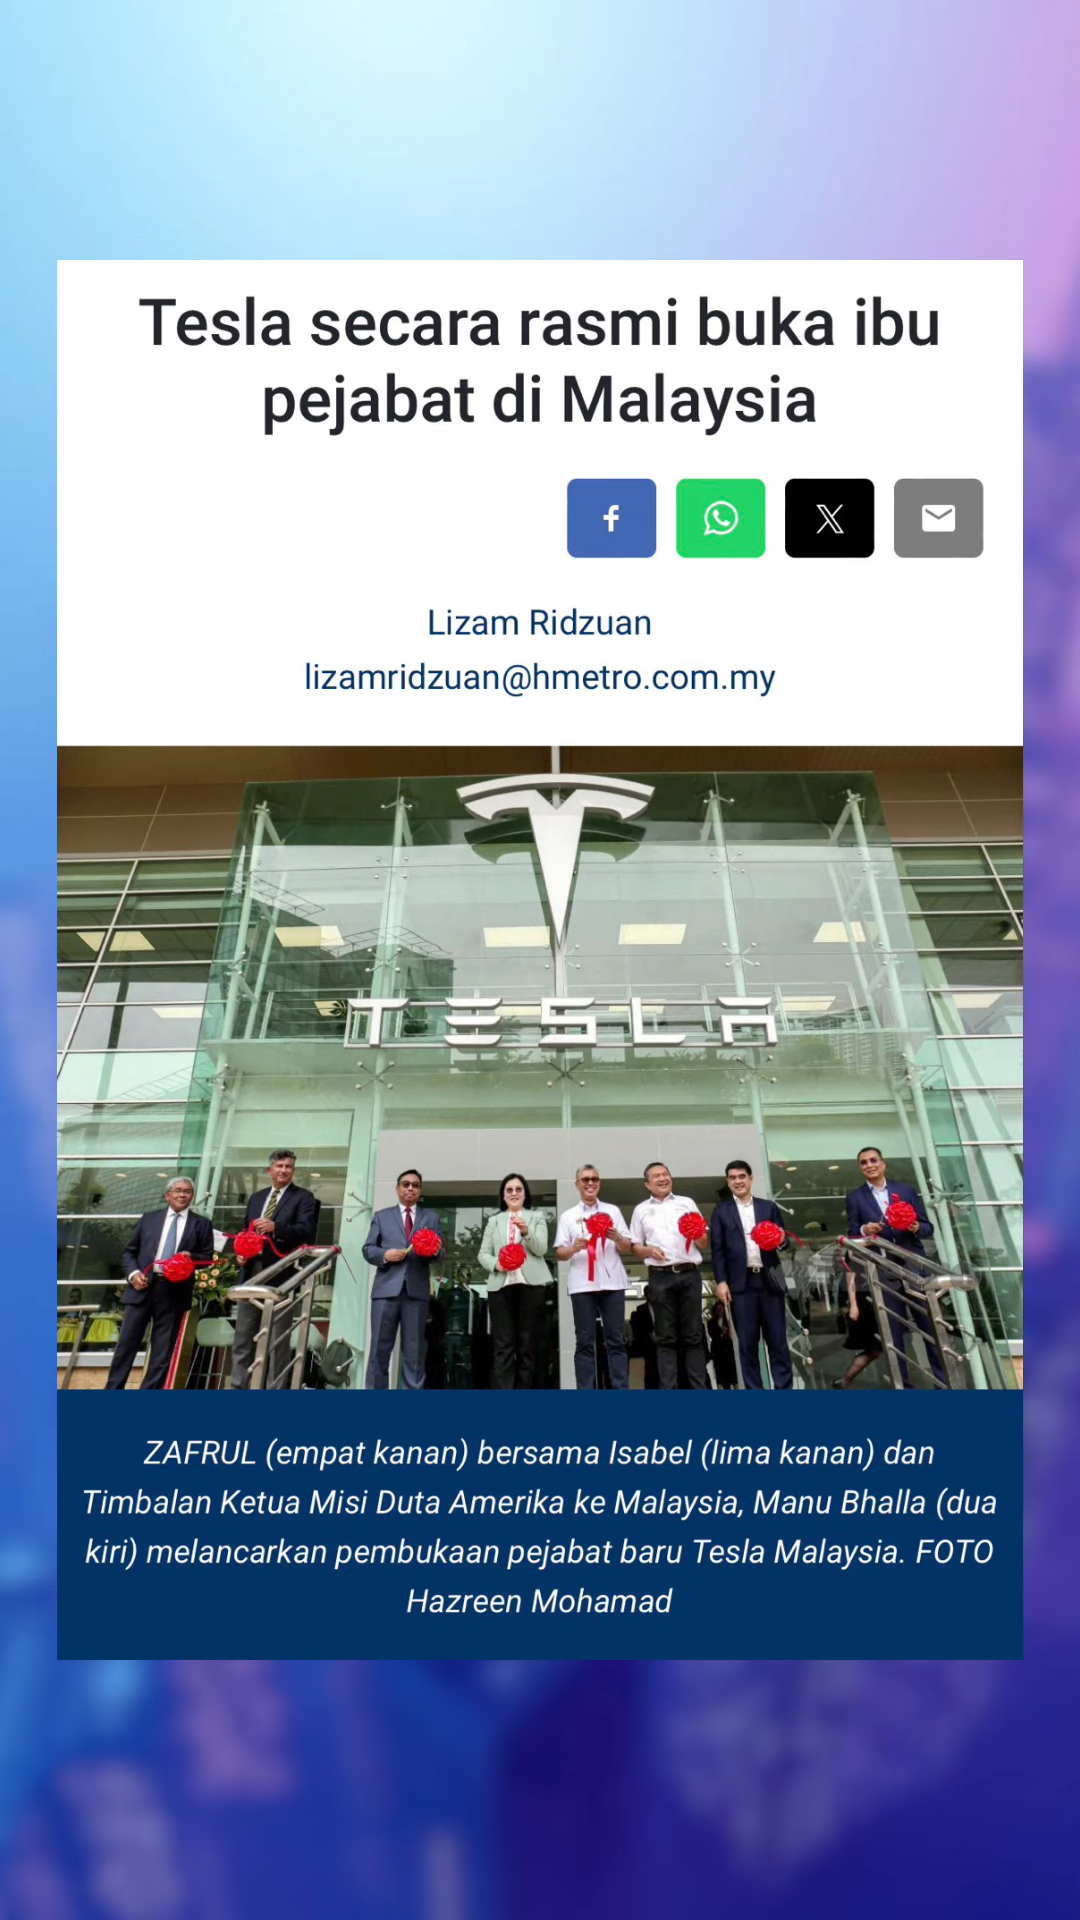 Tesla secara rasmi buka ibu
pejabat di Malaysia
Lizam Ridzuan
lizamridzuan@hmetro.com.my
TESLA
ZAFRUL (empat kanan) bersama Isabel (lima kanan) dan
Timbalan Ketua Misi Duta Amerika ke Malaysia, Manu Bhalla (dua
kiri) melancarkan pembukaan pejabat baru Tesla Malaysia. FOTO
Hazreen Mohamad